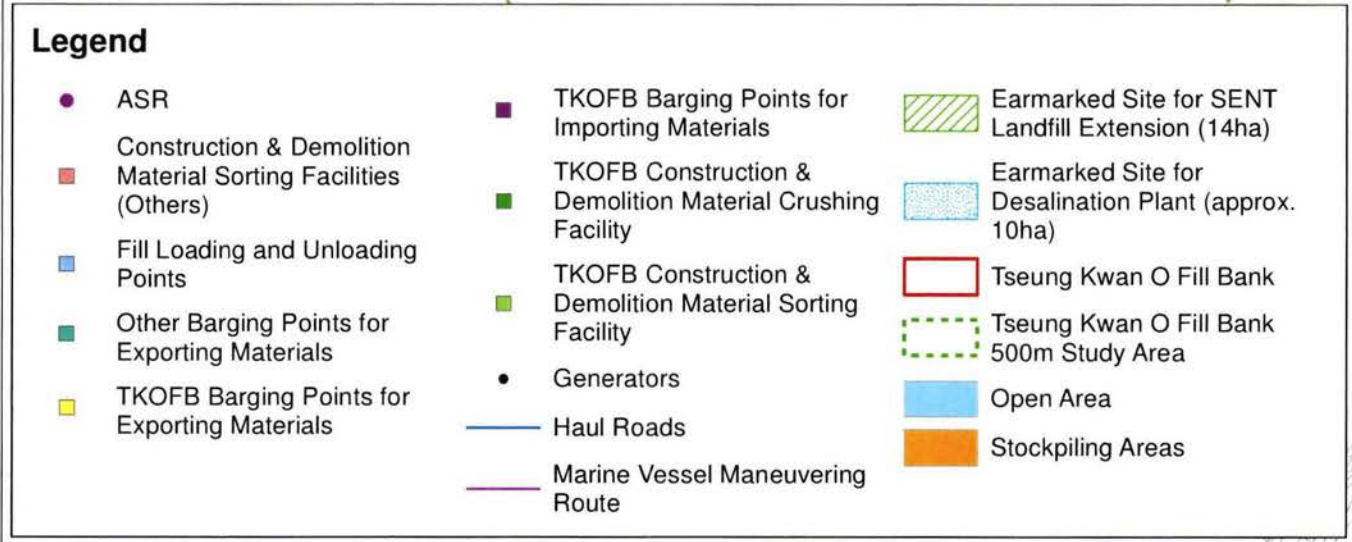 Legend
ASR
Construction & Demolition
Material Sorting Facilities
(Others)
Fill Loading and Unloading
Points
Other Barging Points for
Exporting Materials
TKOFB Barging Points for
Exporting Materials
TKOFB Barging Points for
Importing Materials
TKOFB Construction &
Demolition Material Crushing
Facility
TKOFB Construction &
Demolition Material Sorting
Facility
Generators
Haul Roads
Marine Vessel Maneuvering
Route
Earmarked Site for SENT
Landfill Extension (14ha)
Earmarked Site for
Desalination Plant (approx.
10ha)
Tseung Kwan O Fill Bank
Tseung Kwan O Fill Bank
500m Study Area
Open Area
Stockpiling Areas